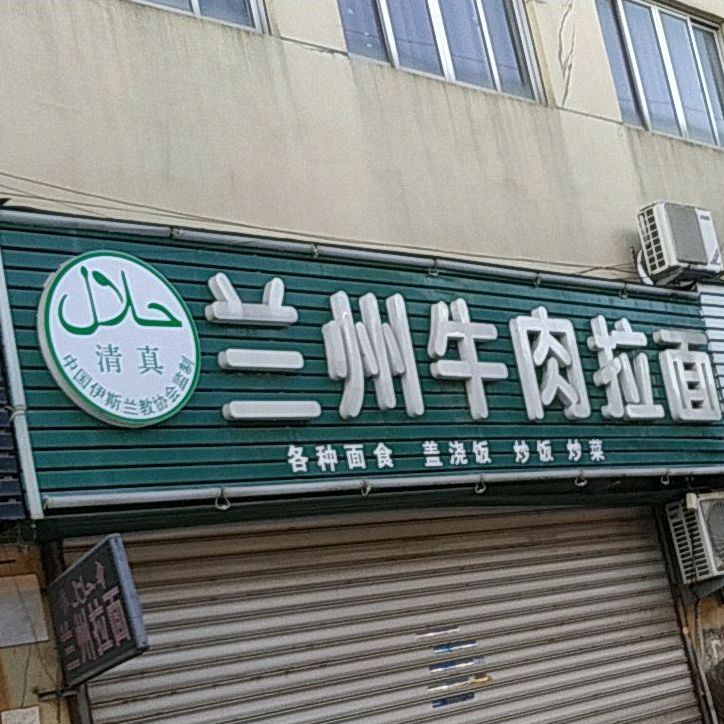 حلال
清真
中国伊斯兰教协会监制
兰州牛肉拉面
各种面食 盖浇饭 炒饭 炒菜
兰州拉面